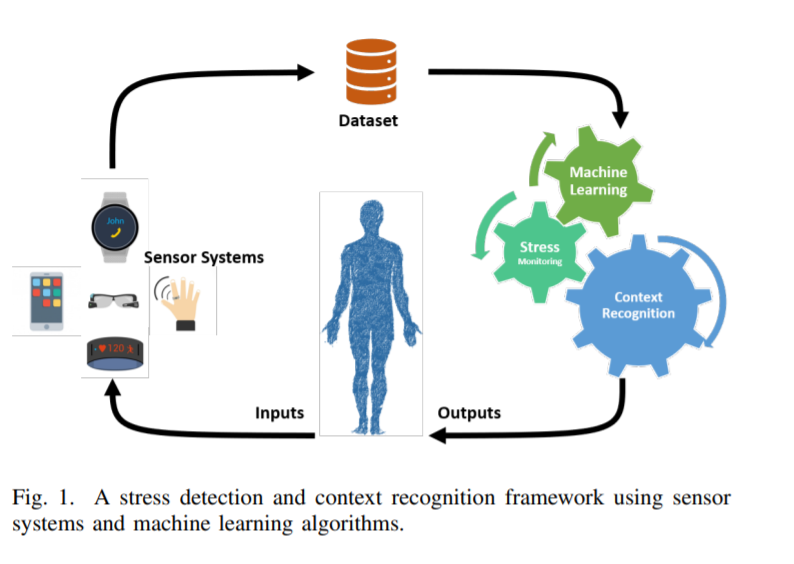 Dataset
Machine
Learning
John
Sensor Systems
Stress
Monitoring
Context
Recognition
120
Inputs
Outputs
Fig. 1. A stress detection and context recognition framework using sensor
systems and machine learning algorithms.